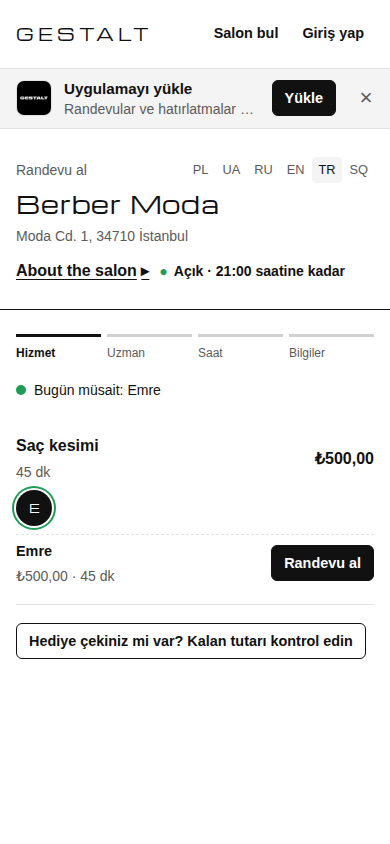 GESTALT
Salon bul
Giriş yap
GESTALT
Uygulamayı yükle
Randevular ve hatırlatmalar …
Yükle
×
Randevu al
PL UA RU EN TR SQ
Berber Moda
Moda Cd. 1, 34710 İstanbul
About the salon ▸
● Açık · 21:00 saatine kadar
Hizmet
Uzman
Saat
Bilgiler
Bugün müsait: Emre
Saç kesimi
₺500,00
45 dk
E
Emre
₺500,00 · 45 dk
Randevu al
Hediye çekiniz mi var? Kalan tutarı kontrol edin